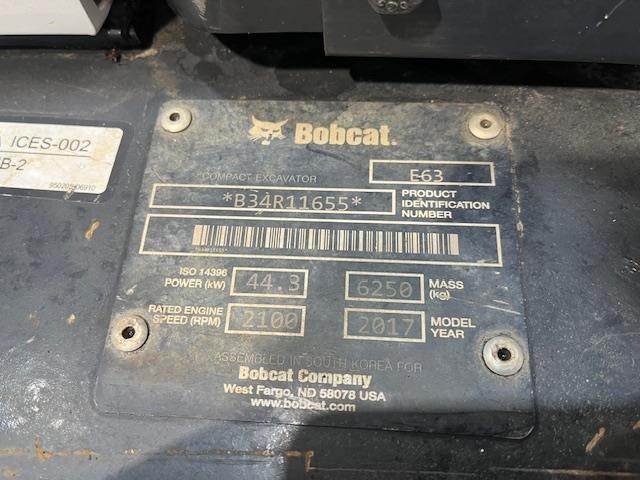 ICES-002
B-2
950205-06910
Bobcat
COMPACT EXCAVATOR
E63
*B34R11655*
PRODUCT
IDENTIFICATION
NUMBER
ISO 14396
POWER (kW)
44.3
6250
MASS
(kg)
RATED ENGINE
SPEED (RPM)
2100
2017
MODEL
YEAR
ASSEMBLED IN SOUTH KOREA FOR
Bobcat Company
West Fargo, ND 58078 USA
www.bobcat.com